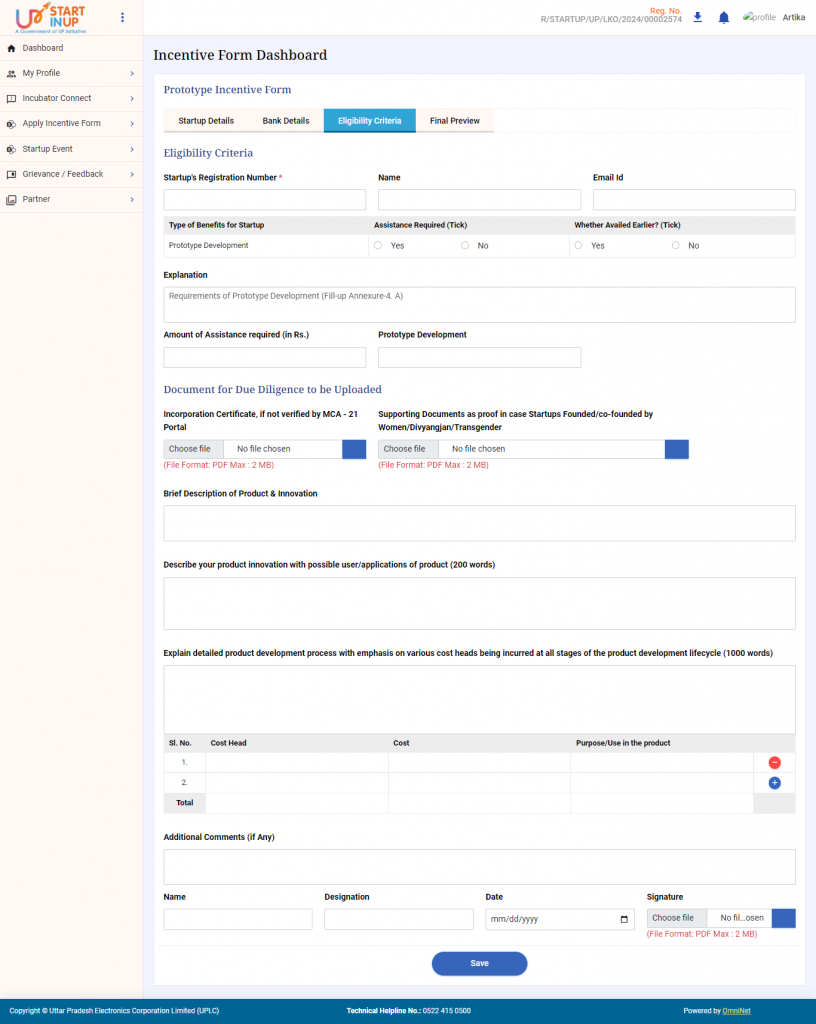 START
UP IN UP
A Government of UP Initiative
Reg. No.
R/STARTUP/UP/LKO/2024/00002574
profile
Artika
Dashboard
My Profile
Incubator Connect
Apply Incentive Form
Startup Event
Grievance / Feedback
Partner
Incentive Form Dashboard
Prototype Incentive Form
Startup Details Bank Details Eligibility Criteria Final Preview
Eligibility Criteria
Startup's Registration Number * Name Email Id
Type of Benefits for Startup Assistance Required (Tick) Whether Availed Earlier? (Tick)
Prototype Development Yes No Yes No
Explanation
Requirements of Prototype Development (Fill-up Annexure-4. A)
Amount of Assistance required (in Rs.) Prototype Development
Document for Due Diligence to be Uploaded
Incorporation Certificate, if not verified by MCA - 21
Portal
Supporting Documents as proof in case Startups Founded/co-founded by
Women/Divyangjan/Transgender
Choose file No file chosen Choose file No file chosen
(File Format: PDF Max : 2 MB) (File Format: PDF Max : 2 MB)
Brief Description of Product & Innovation
Describe your product innovation with possible user/applications of product (200 words)
Explain detailed product development process with emphasis on various cost heads being incurred at all stages of the product development lifecycle (1000 words)
Sl. No. Cost Head Cost Purpose/Use in the product
1.
2.
Total
Additional Comments (if Any)
Name Designation Date Signature
mm/dd/yyyy Choose file No fil...osen
(File Format: PDF Max : 2 MB)
Save
Copyright © Uttar Pradesh Electronics Corporation Limited (UPLC) Technical Helpline No.: 0522 415 0500 Powered by OmniNet